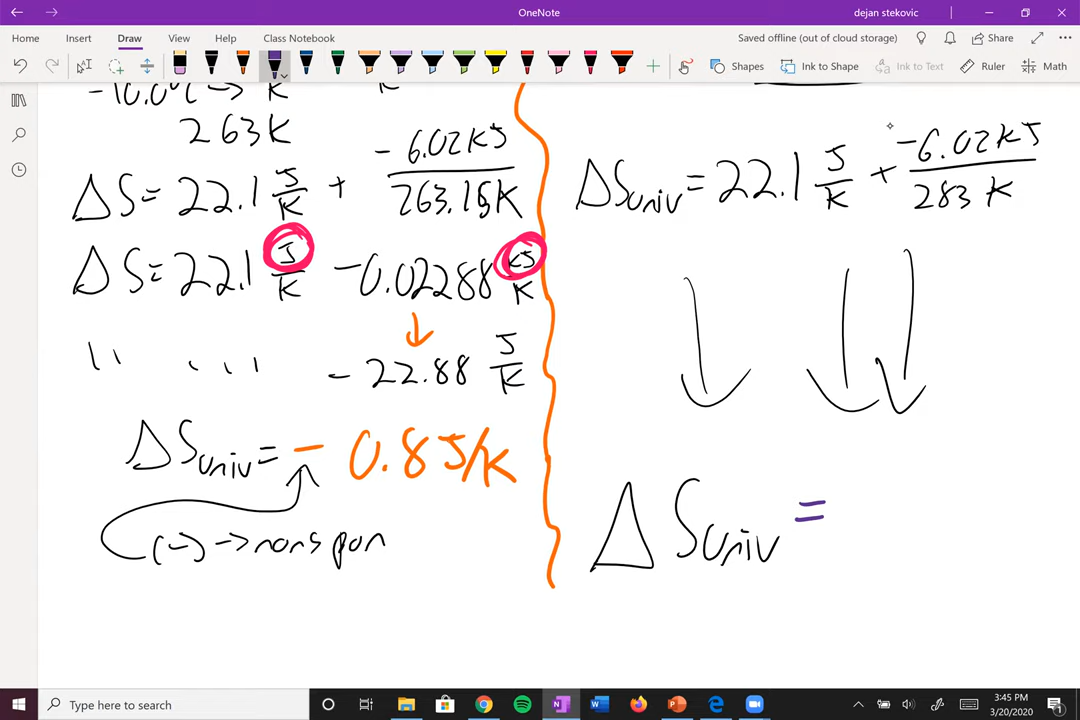 OneNote
dejan stekovic
Home Insert Draw View Help Class Notebook
Saved offline (out of cloud storage) Share
Shapes Ink to Shape Ink to Text Ruler Math
-10.0°C → K
263K
ΔS = 22.1 J/K + -6.02KJ/263.15K
ΔS = 22.1 J/K -0.02288 KJ/K
" ... -22.88 J/K
ΔSuniv = - 0.8J/K
(-) → nonspon
ΔSuniv = 22.1 J/K + -6.02KJ/283 K
ΔSuniv =
Type here to search
3:45 PM
3/20/2020